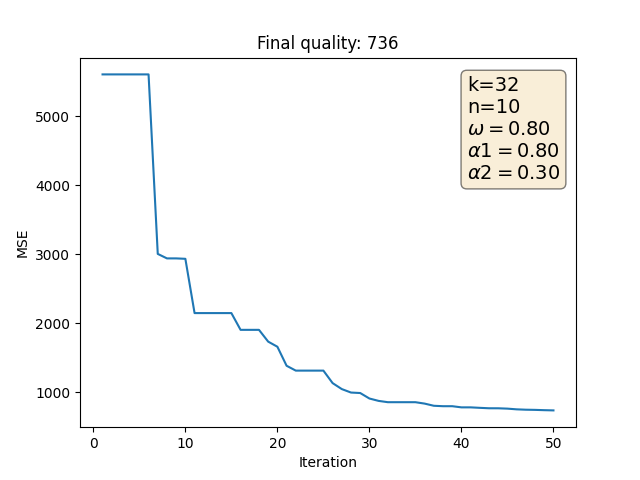 Final quality: 736
k=32
n=10
ω = 0.80
α1 = 0.80
α2 = 0.30
MSE
5000
4000
3000
2000
1000
0 10 20 30 40 50
Iteration